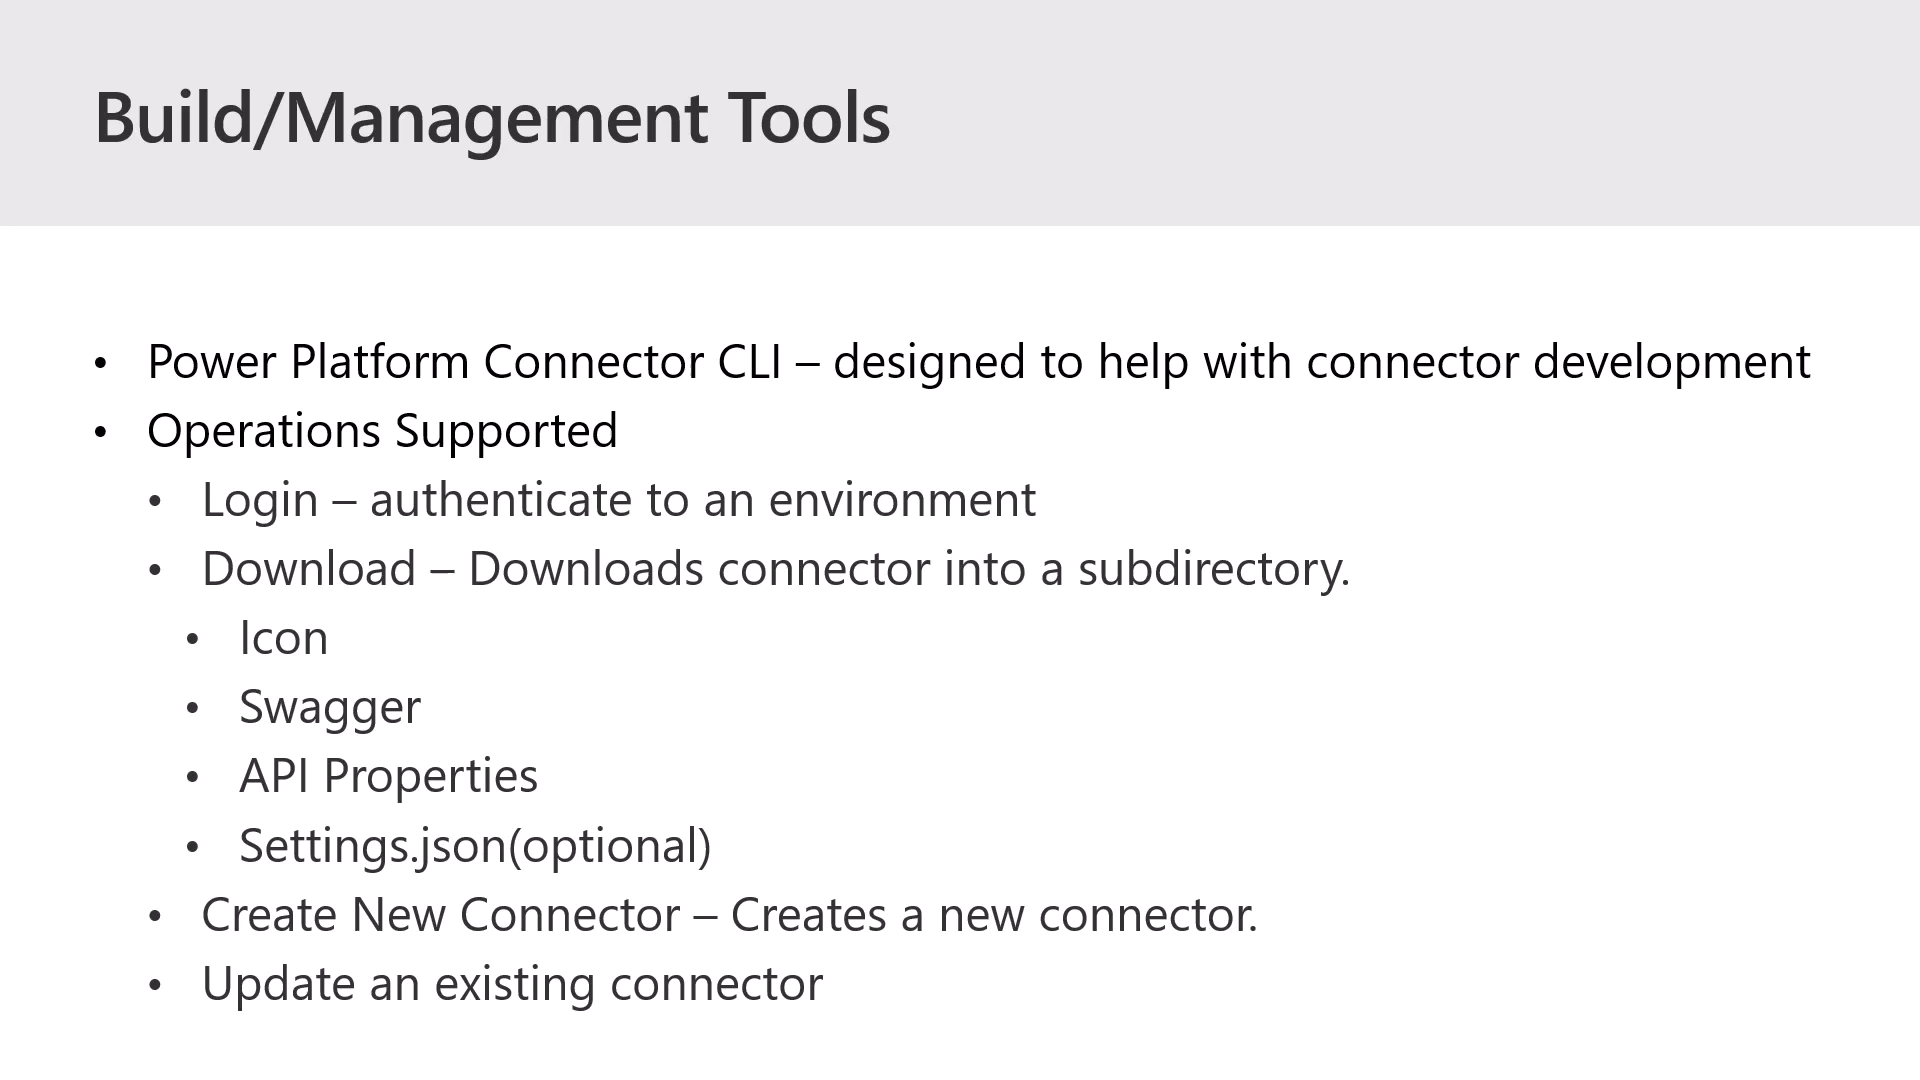 Build/Management Tools
• Power Platform Connector CLI – designed to help with connector development
• Operations Supported
• Login – authenticate to an environment
• Download – Downloads connector into a subdirectory.
• Icon
• Swagger
• API Properties
• Settings.json(optional)
• Create New Connector – Creates a new connector.
• Update an existing connector